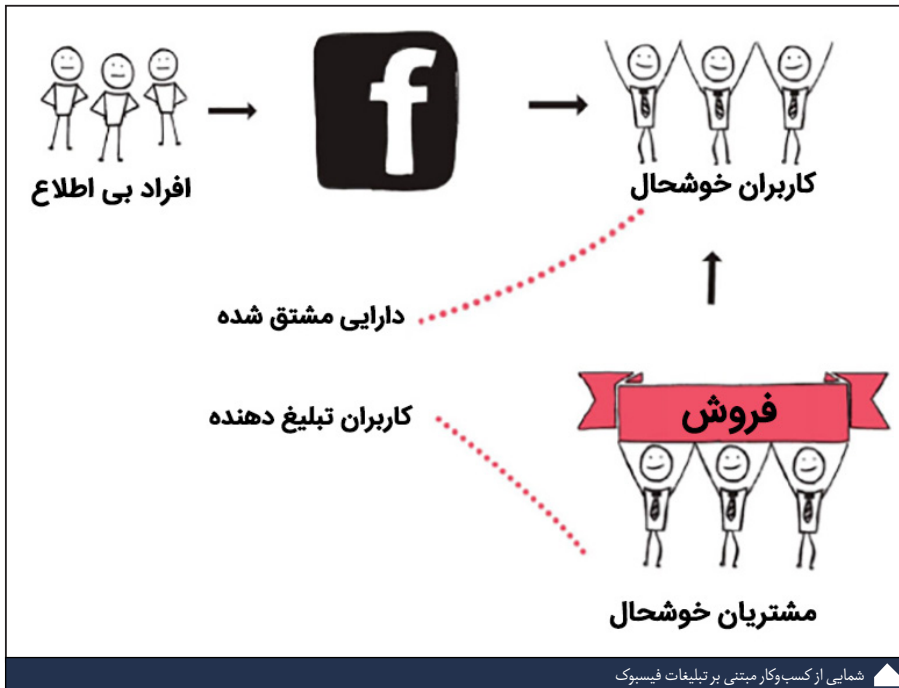 f
افراد بی اطلاع
کاربران خوشحال
دارایی مشتق شده
کاربران تبلیغ دهنده
فروش
مشتریان خوشحال
شمایی از کسب‌وکار مبتنی بر تبلیغات فیسبوک